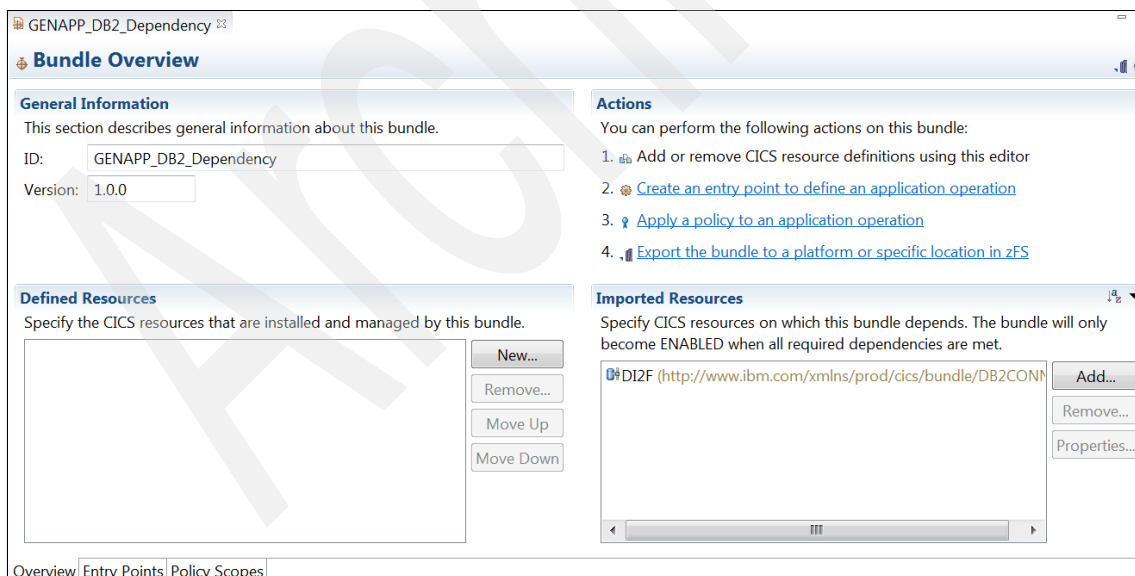 GENAPP_DB2_Dependency
Bundle Overview
General Information
This section describes general information about this bundle.
ID: GENAPP_DB2_Dependency
Version: 1.0.0
Actions
You can perform the following actions on this bundle:
1. Add or remove CICS resource definitions using this editor
2. Create an entry point to define an application operation
3. Apply a policy to an application operation
4. Export the bundle to a platform or specific location in zFS
Defined Resources
Specify the CICS resources that are installed and managed by this bundle.
New...
Remove...
Move Up
Move Down
Imported Resources
Specify CICS resources on which this bundle depends. The bundle will only
become ENABLED when all required dependencies are met.
DI2F (http://www.ibm.com/xmlns/prod/cics/bundle/DB2CONN
Add...
Remove...
Properties...
Overview Entry Points Policy Scopes